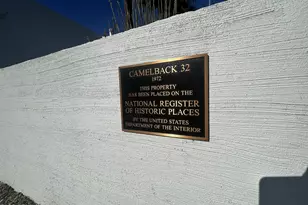 CAMELBACK 32
1972
THIS PROPERTY
HAS BEEN PLACED ON THE
NATIONAL REGISTER
OF HISTORIC PLACES
BY THE UNITED STATES
DEPARTMENT OF THE INTERIOR